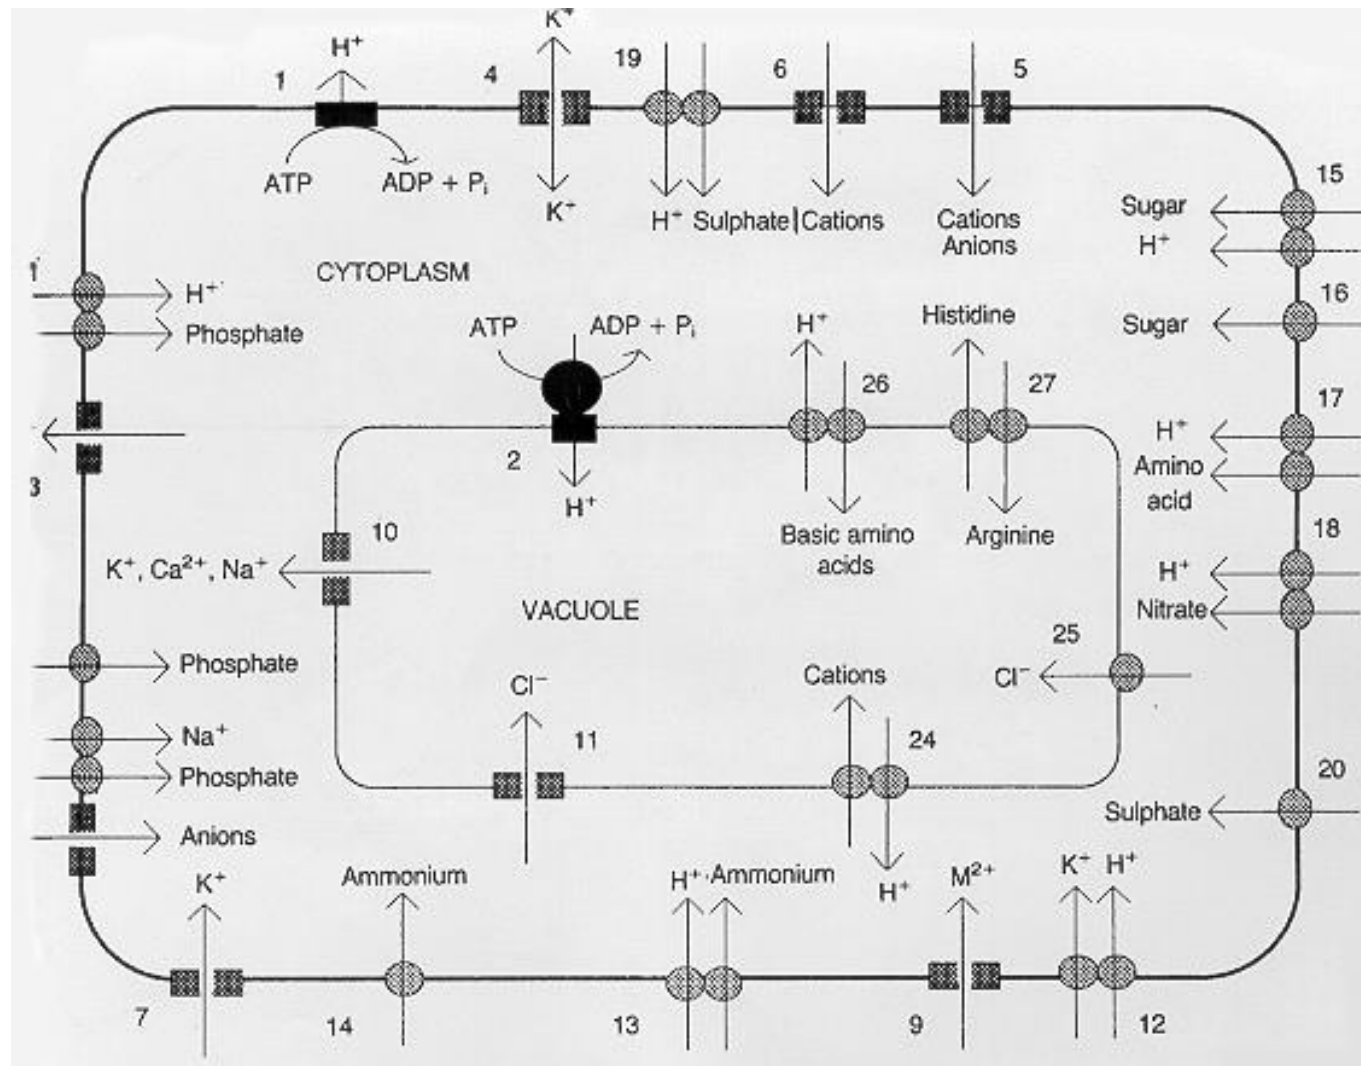 K⁺
H⁺
1
4
19
6
5
ATP
ADP + Pᵢ
K⁺
H⁺ Sulphate|Cations
Cations
Anions
15
Sugar
H⁺
CYTOPLASM
H⁺
Phosphate
ATP
ADP + Pᵢ
H⁺
Histidine
16
Sugar
26
27
17
H⁺
Amino
acid
2
H⁺
10
Basic amino
acids
Arginine
18
K⁺, Ca²⁺, Na⁺
H⁺
Nitrate
VACUOLE
25
Phosphate
Cl⁻
Cations
Cl⁻
Na⁺
11
24
Phosphate
20
Sulphate
Anions
K⁺
Ammonium
H⁺ Ammonium
H⁺
M²⁺
K⁺
H⁺
7
14
13
9
12